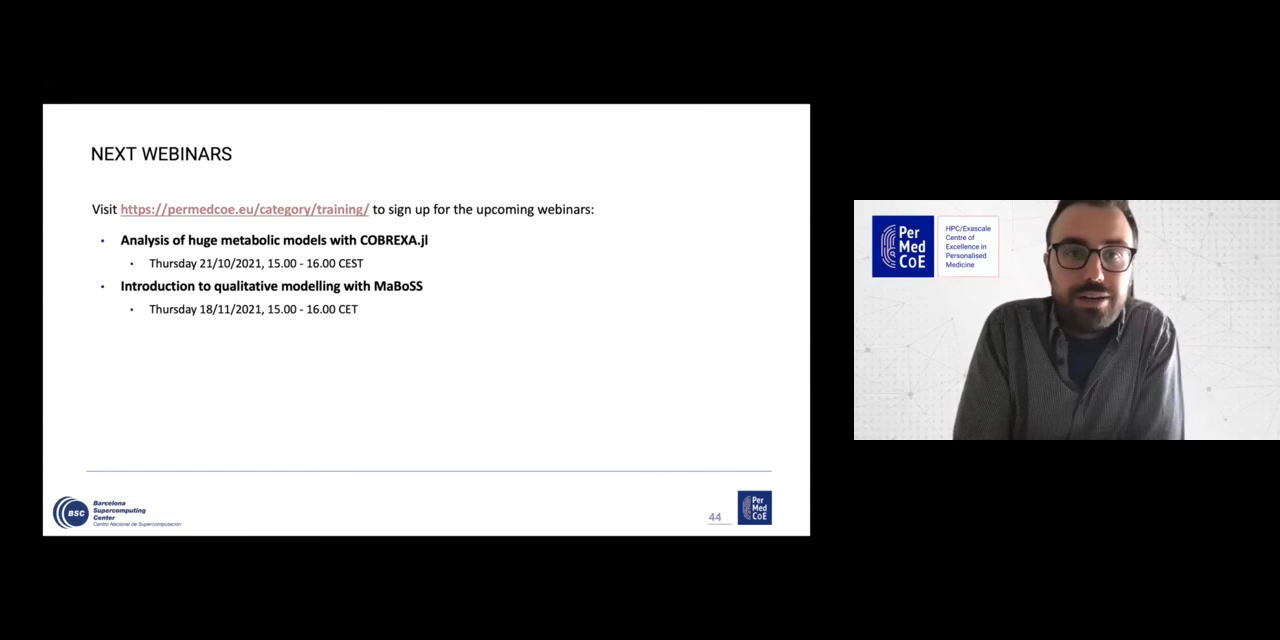 NEXT WEBINARS
Visit https://permedcoe.eu/category/training/ to sign up for the upcoming webinars:
• Analysis of huge metabolic models with COBREXA.jl
• Thursday 21/10/2021, 15.00 - 16.00 CEST
• Introduction to qualitative modelling with MaBoSS
• Thursday 18/11/2021, 15.00 - 16.00 CET
BSC
Barcelona
Supercomputing
Center
Centro Nacional de Supercomputación
44
Per
Med
CoE
Per
Med
CoE
HPC/Exascale
Centre of
Excellence in
Personalised
Medicine